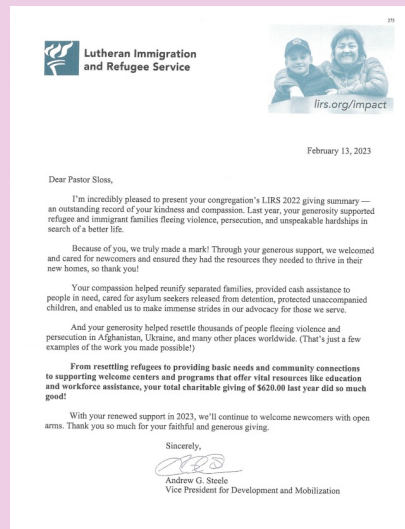 275
Lutheran Immigration
and Refugee Service
lirs.org/impact
February 13, 2023
Dear Pastor Sloss,
I'm incredibly pleased to present your congregation's LIRS 2022 giving summary —
an outstanding record of your kindness and compassion. Last year, your generosity supported
refugee and immigrant families fleeing violence, persecution, and unspeakable hardships in
search of a better life.
Because of you, we truly made a mark! Through your generous support, we welcomed
and cared for newcomers and ensured they had the resources they needed to thrive in their
new homes, so thank you!
Your compassion helped reunify separated families, provided cash assistance to
people in need, cared for asylum seekers released from detention, protected unaccompanied
children, and enabled us to make immense strides in our advocacy for those we serve.
And your generosity helped resettle thousands of people fleeing violence and
persecution in Afghanistan, Ukraine, and many other places worldwide. (That's just a few
examples of the work you made possible!)
From resettling refugees to providing basic needs and community connections
to supporting welcome centers and programs that offer vital resources like education
and workforce assistance, your total charitable giving of $620.00 last year did so much
good!
With your renewed support in 2023, we'll continue to welcome newcomers with open
arms. Thank you so much for your faithful and generous giving.
Sincerely,
Andrew G. Steele
Vice President for Development and Mobilization